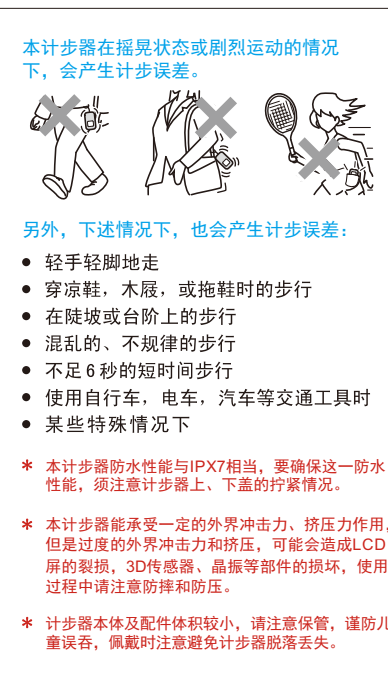 本计步器在摇晃状态或剧烈运动的情况
下，会产生计步误差。
另外，下述情况下，也会产生计步误差：
● 轻手轻脚地走
● 穿凉鞋，木屐，或拖鞋时的步行
● 在陡坡或台阶上的步行
● 混乱的、不规律的步行
● 不足6秒的短时间步行
● 使用自行车，电车，汽车等交通工具时
● 某些特殊情况下
* 本计步器防水性能与IPX7相当，要确保这一防水
性能，须注意计步器上、下盖的拧紧情况。
* 本计步器能承受一定的外界冲击力、挤压力作用，
但是过度的外界冲击力和挤压，可能会造成LCD
屏的裂损，3D传感器、晶振等部件的损坏，使用
过程中请注意防摔和防压。
* 计步器本体及配件体积较小，请注意保管，谨防儿
童误吞，佩戴时注意避免计步器脱落丢失。